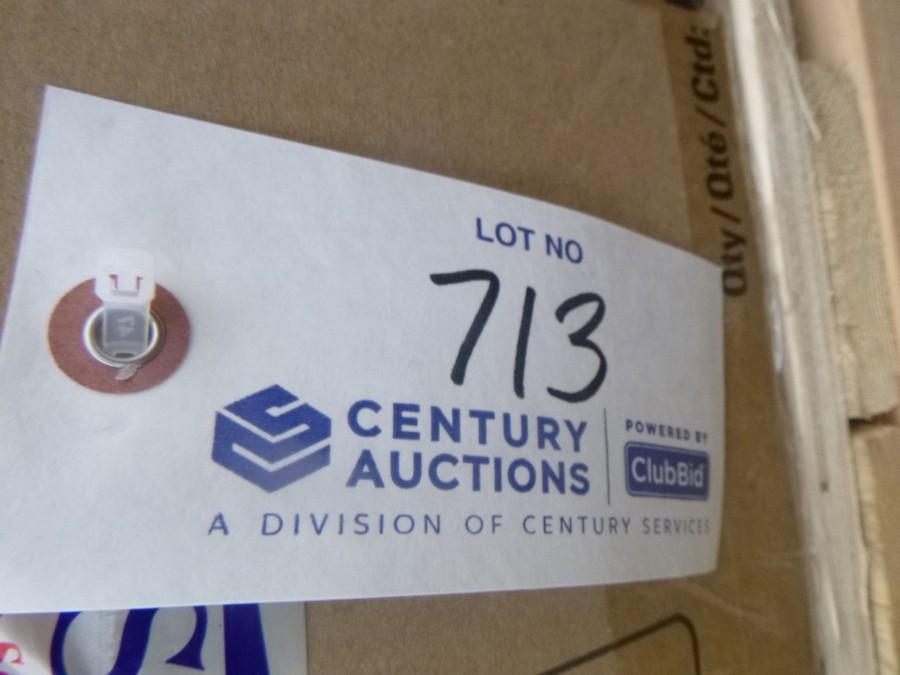 LOT NO
713
CENTURY
AUCTIONS
POWERED BY
ClubBid
A DIVISION OF CENTURY SERVICES
Qty / Qté / Ctd: